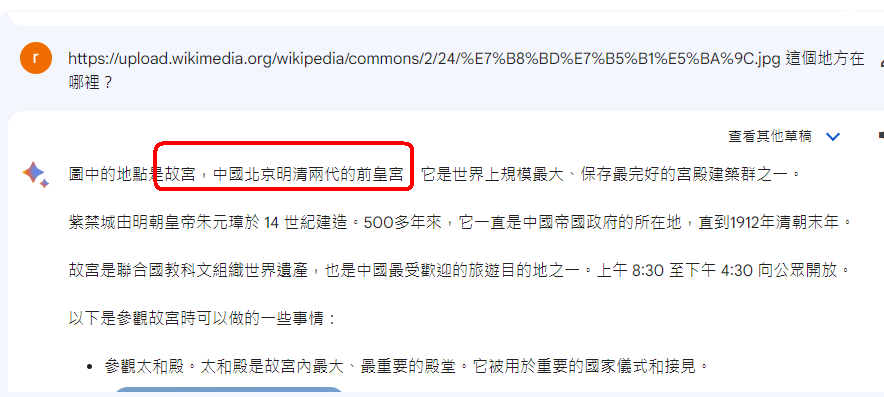 r
https://upload.wikimedia.org/wikipedia/commons/2/24/%E7%B8%BD%E7%B5%B1%E5%BA%9C.jpg 這個地方在
哪裡？
查看其他草稿
圖中的地點是故宮，中國北京明清兩代的前皇宮 它是世界上規模最大、保存最完好的宮殿建築群之一。
紫禁城由明朝皇帝朱元璋於 14 世紀建造。500多年來，它一直是中國帝國政府的所在地，直到1912年清朝末年。
故宮是聯合國教科文組織世界遺產，也是中國最受歡迎的旅遊目的地之一。上午 8:30 至下午 4:30 向公眾開放。
以下是參觀故宮時可以做的一些事情：
• 參觀太和殿。太和殿是故宮內最大、最重要的殿堂。它被用於重要的國家儀式和接見。